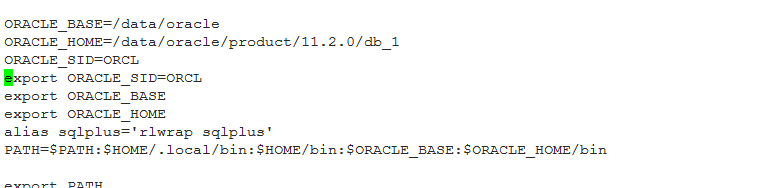 ORACLE_BASE=/data/oracle
ORACLE_HOME=/data/oracle/product/11.2.0/db_1
ORACLE_SID=ORCL
export ORACLE_SID=ORCL
export ORACLE_BASE
export ORACLE_HOME
alias sqlplus='rlwrap sqlplus'
PATH=$PATH:$HOME/.local/bin:$HOME/bin:$ORACLE_BASE:$ORACLE_HOME/bin
export PATH